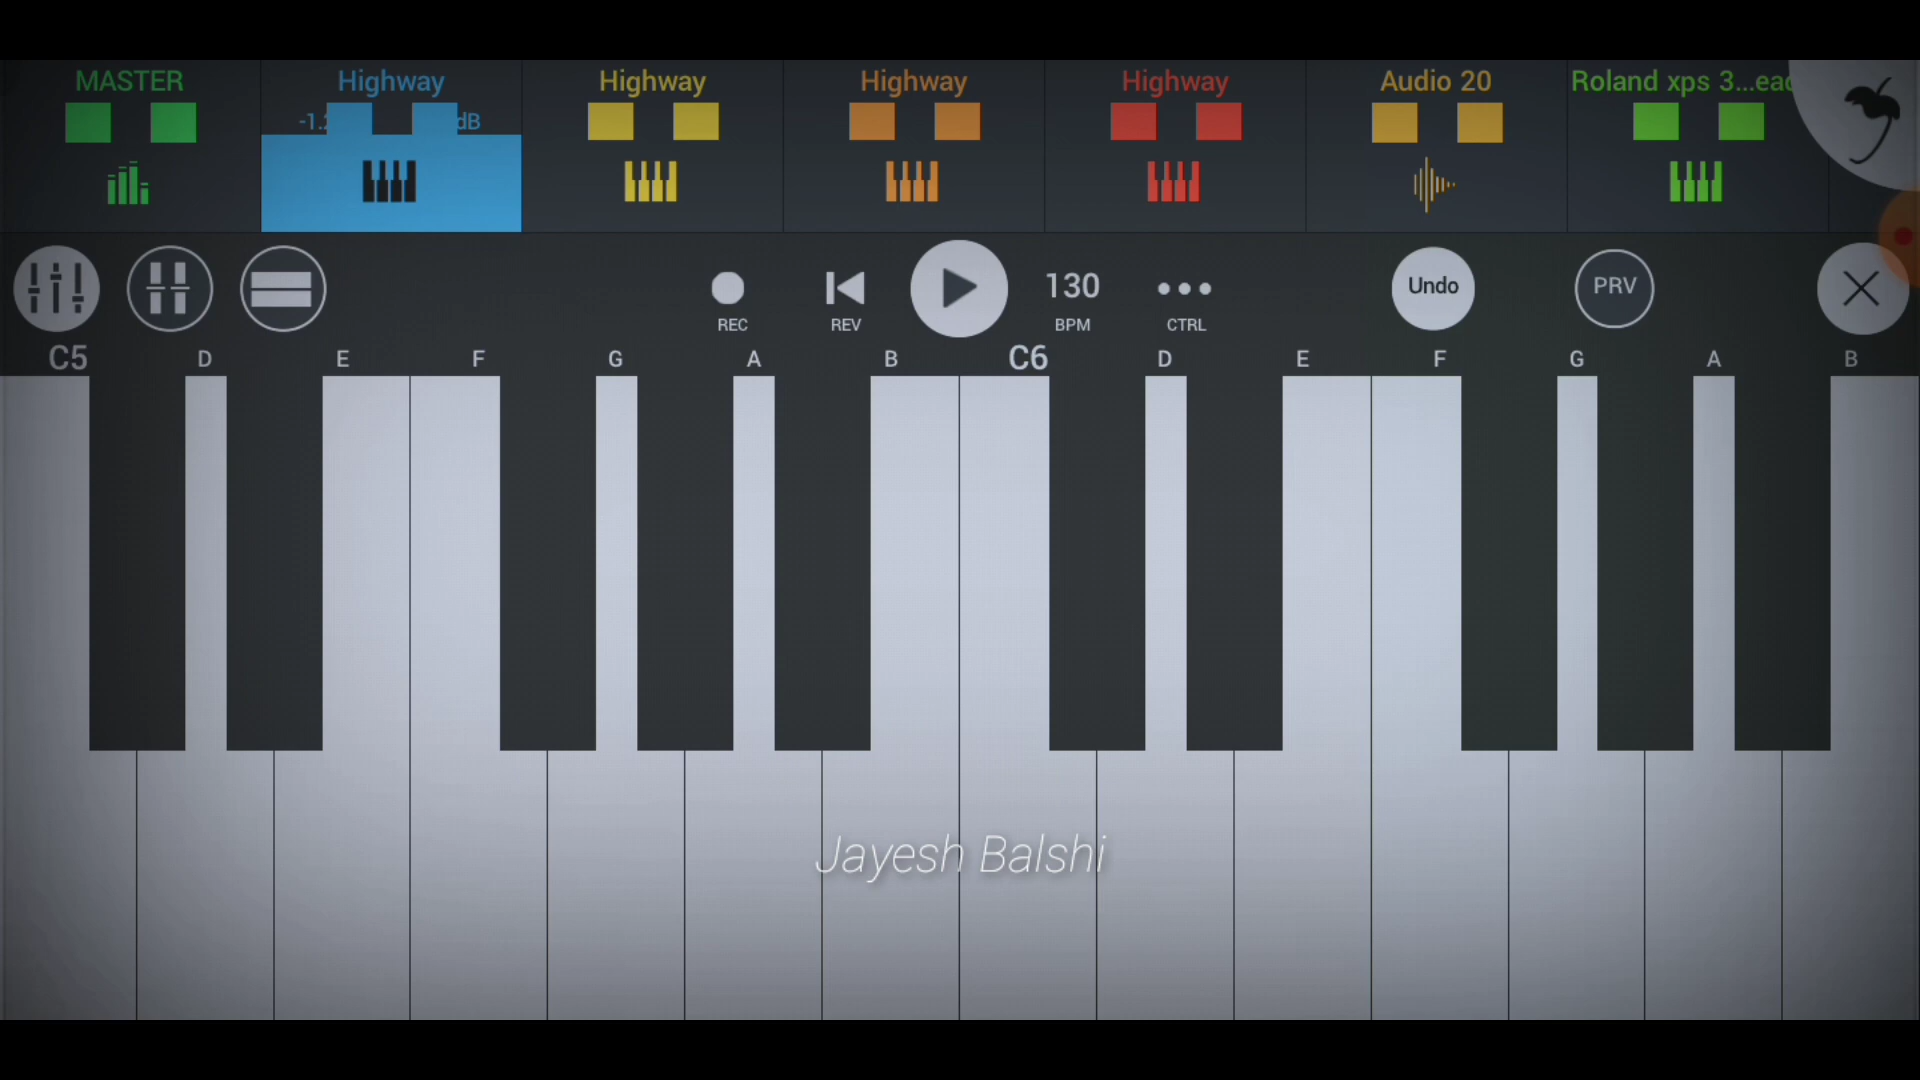 MASTER Highway Highway Highway Highway Audio 20 Roland xps 3...
-1. dB
130 Undo PRV
REC REV BPM CTRL
C5 D E F G A B C6 D E F G A B
Jayesh Balshi